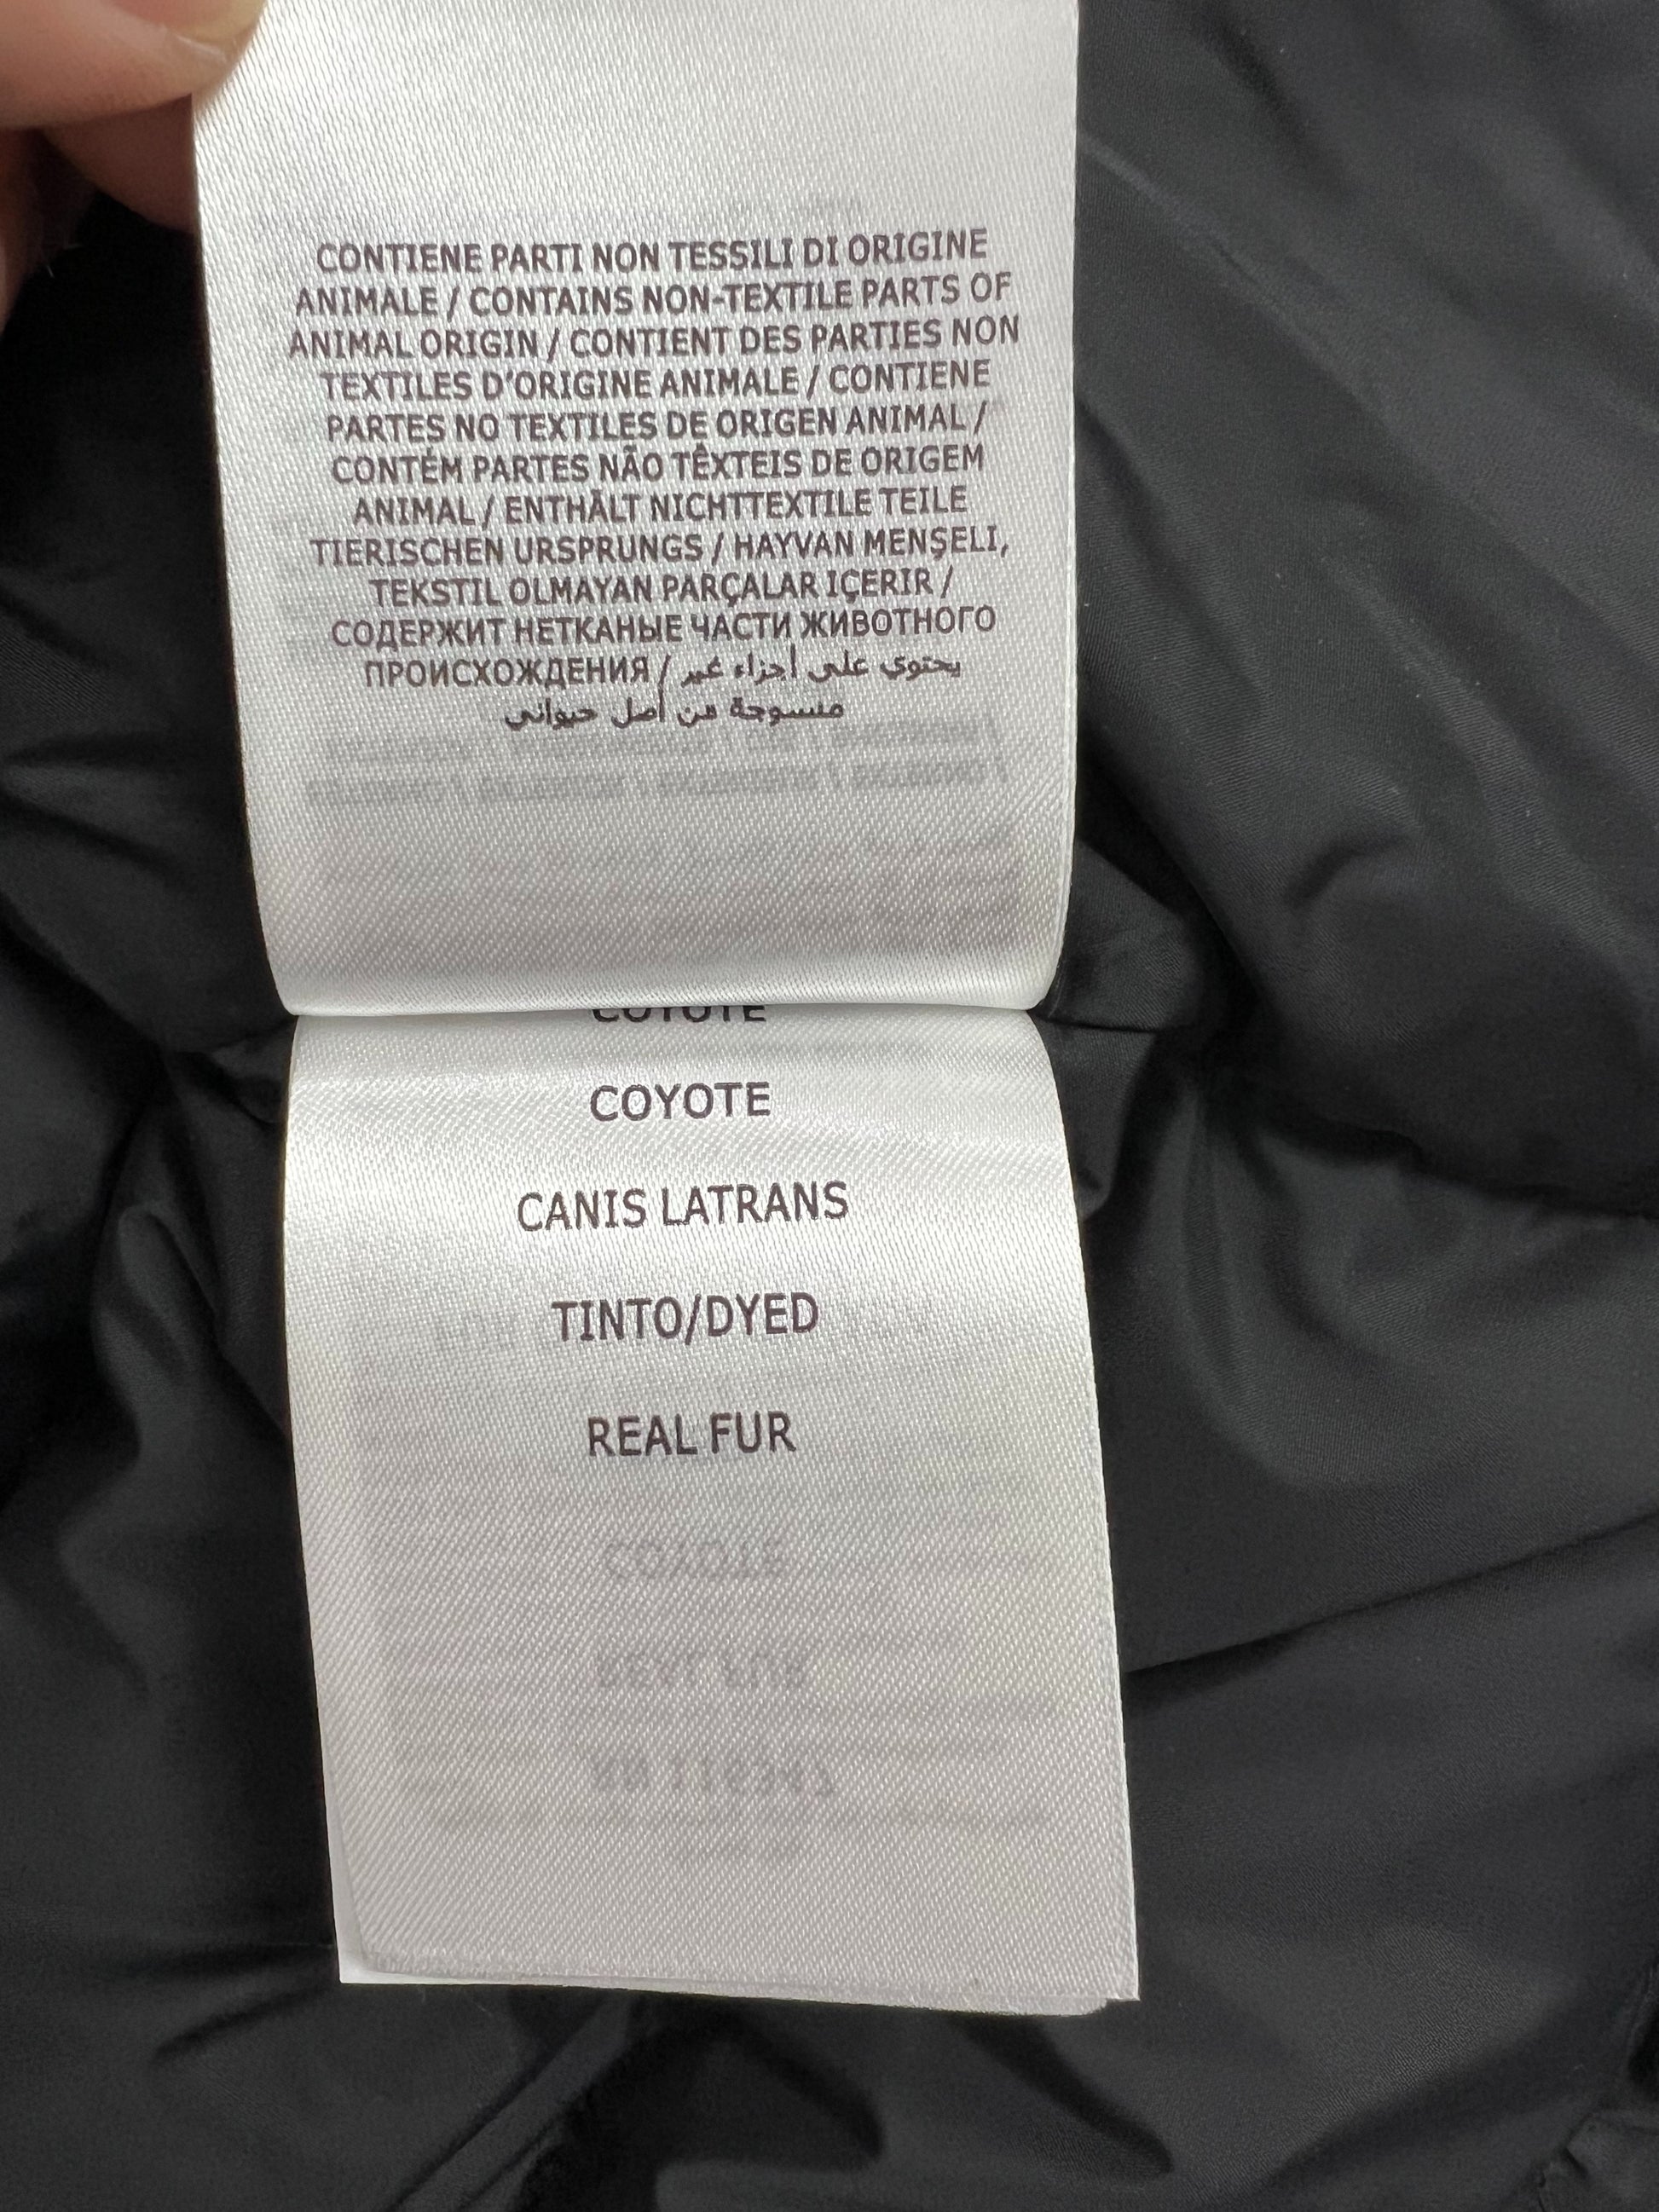 CONTIENE PARTI NON TESSILI DI ORIGINE
ANIMALE / CONTAINS NON-TEXTILE PARTS OF
ANIMAL ORIGIN / CONTIENT DES PARTIES NON
TEXTILES D'ORIGINE ANIMALE / CONTIENE
PARTES NO TEXTILES DE ORIGEN ANIMAL /
CONTÉM PARTES NÃO TÊXTEIS DE ORIGEM
ANIMAL / ENTHÄLT NICHTTEXTILE TEILE
TIERISCHEN URSPRUNGS / HAYVAN MENŞELİ,
TEKSTIL OLMAYAN PARÇALAR IÇERIR /
СОДЕРЖИТ НЕТКАНЫЕ ЧАСТИ ЖИВОТНОГО
ПРОИСХОЖДЕНИЯ / يحتوي على أجزاء غير
منسوجة من أصل حيواني
COYOTE
COYOTE
CANIS LATRANS
TINTO/DYED
REAL FUR